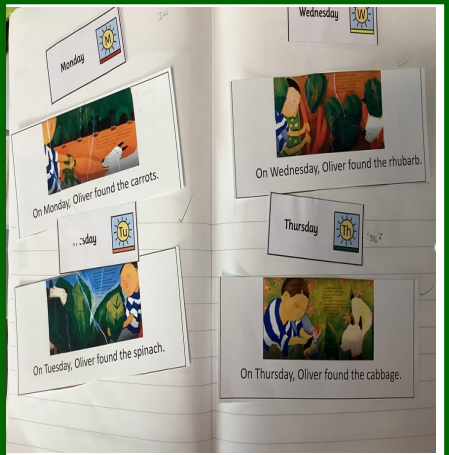 Monday
M
On Monday, Oliver found the carrots.
sday
Tu
On Tuesday, Oliver found the spinach.
Wednesday
W
On Wednesday, Oliver found the rhubarb.
Thursday
Th
On Thursday, Oliver found the cabbage.